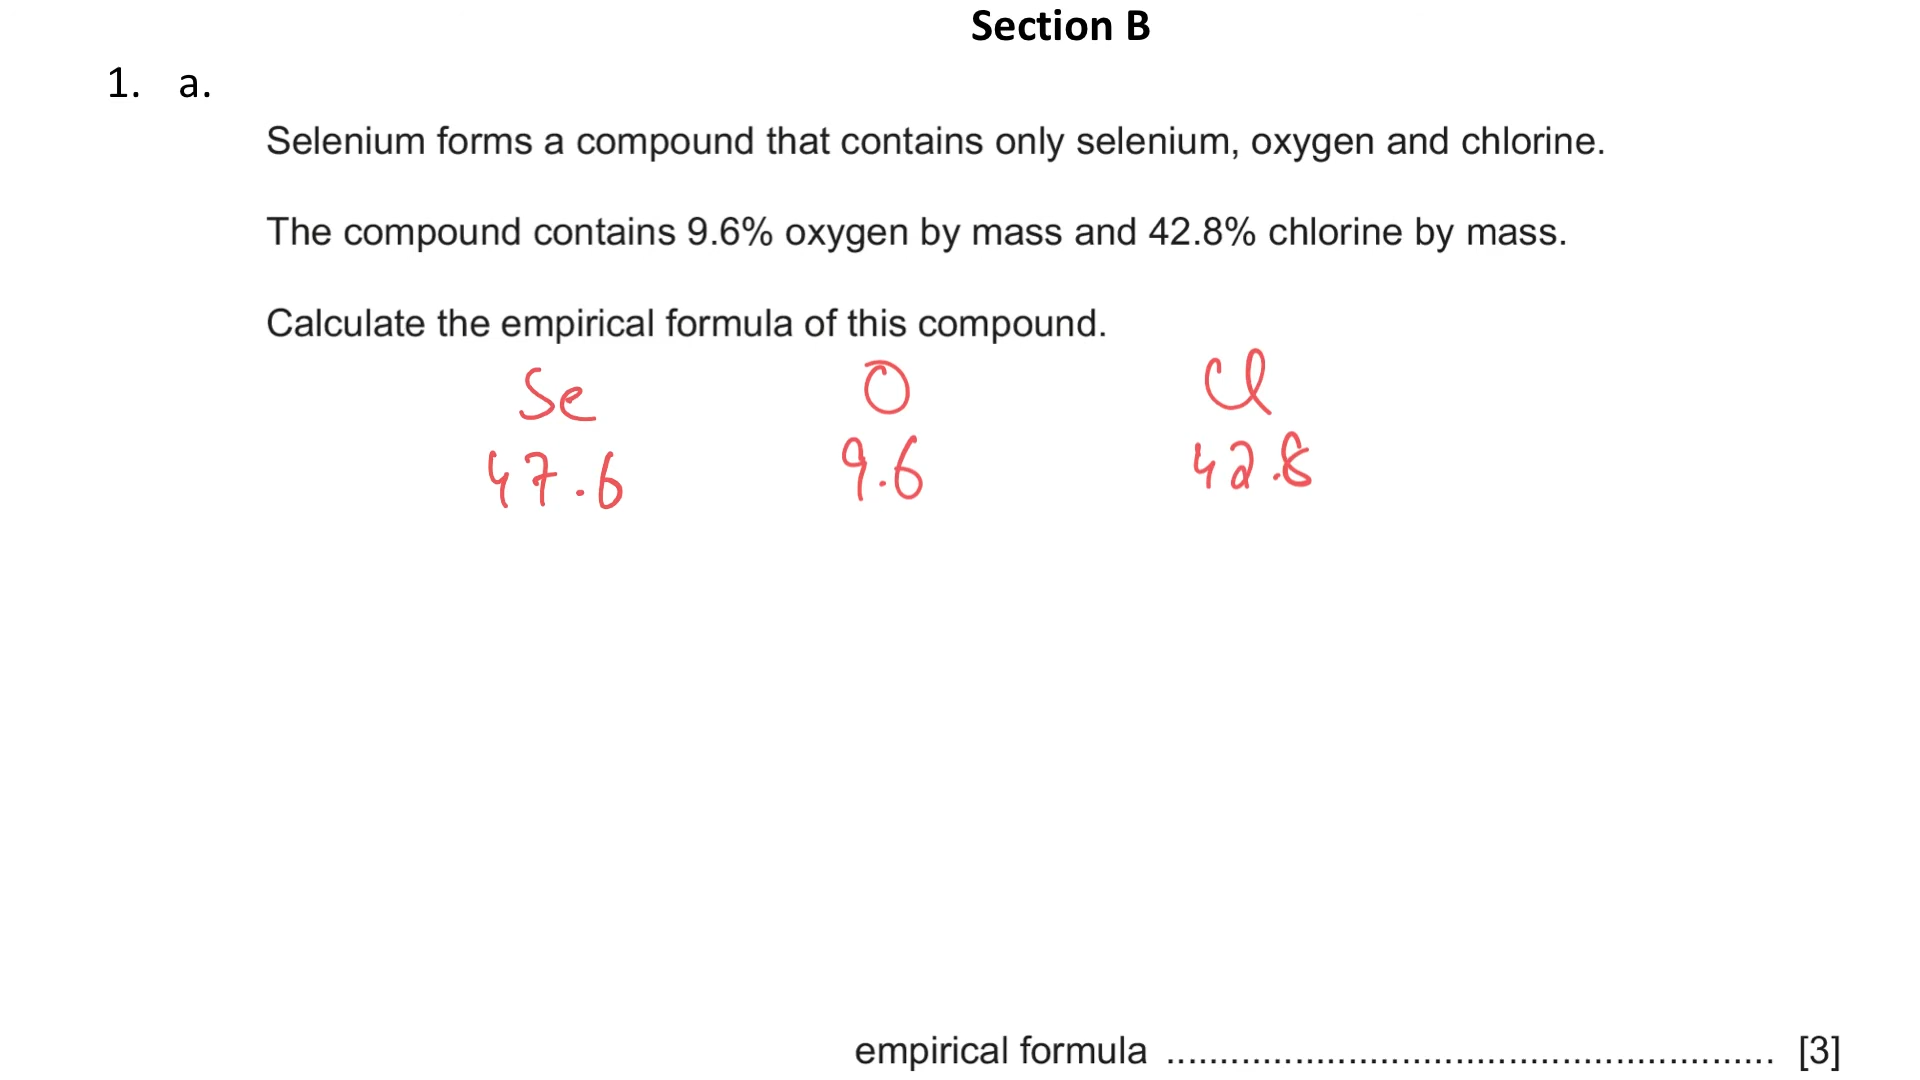 Section B
1. a.
Selenium forms a compound that contains only selenium, oxygen and chlorine.
The compound contains 9.6% oxygen by mass and 42.8% chlorine by mass.
Calculate the empirical formula of this compound.
Se O Cl
47.6 9.6 42.8
empirical formula .......................................................... [3]